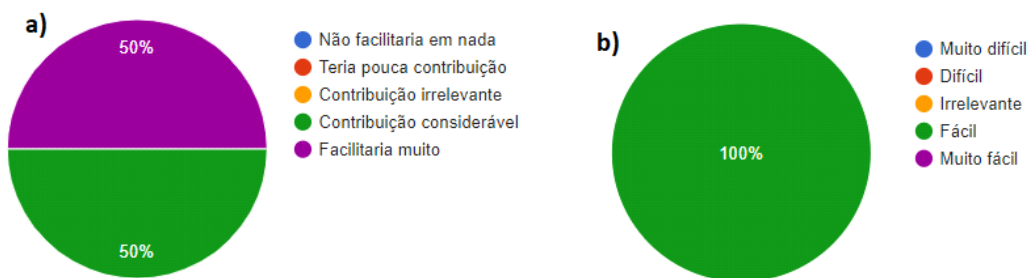 a)
50%
50%
Não facilitaria em nada
Teria pouca contribuição
Contribuição irrelevante
Contribuição considerável
Facilitaria muito
b)
100%
Muito difícil
Difícil
Irrelevante
Fácil
Muito fácil